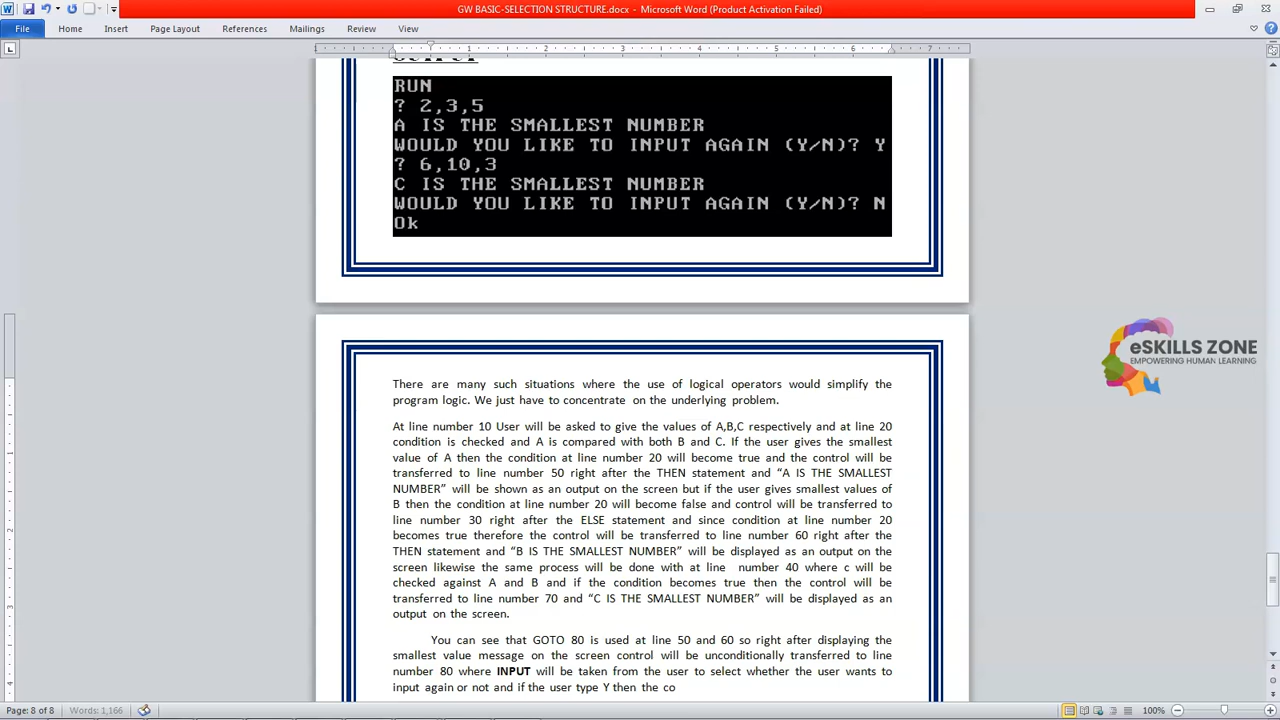 GW BASIC-SELECTION STRUCTURE.docx - Microsoft Word (Product Activation Failed)
File Home Insert Page Layout References Mailings Review View
1 1 2 3 4 5 6 7
OUTPUT
RUN
? 2,3,5
A IS THE SMALLEST NUMBER
WOULD YOU LIKE TO INPUT AGAIN (Y/N)? Y
? 6,10,3
C IS THE SMALLEST NUMBER
WOULD YOU LIKE TO INPUT AGAIN (Y/N)? N
Ok
eSKILLS ZONE
EMPOWERING HUMAN LEARNING
There are many such situations where the use of logical operators would simplify the
program logic. We just have to concentrate on the underlying problem.
At line number 10 User will be asked to give the values of A,B,C respectively and at line 20
condition is checked and A is compared with both B and C. If the user gives the smallest
value of A then the condition at line number 20 will become true and the control will be
transferred to line number 50 right after the THEN statement and “A IS THE SMALLEST
NUMBER” will be shown as an output on the screen but if the user gives smallest values of
B then the condition at line number 20 will become false and control will be transferred to
line number 30 right after the ELSE statement and since condition at line number 20
becomes true therefore the control will be transferred to line number 60 right after the
THEN statement and “B IS THE SMALLEST NUMBER” will be displayed as an output on the
screen likewise the same process will be done with at line number 40 where c will be
checked against A and B and if the condition becomes true then the control will be
transferred to line number 70 and “C IS THE SMALLEST NUMBER” will be displayed as an
output on the screen.
You can see that GOTO 80 is used at line 50 and 60 so right after displaying the
smallest value message on the screen control will be unconditionally transferred to line
number 80 where INPUT will be taken from the user to select whether the user wants to
input again or not and if the user type Y then the co
1 2 3 4
Page: 8 of 8 Words: 1,166 100%